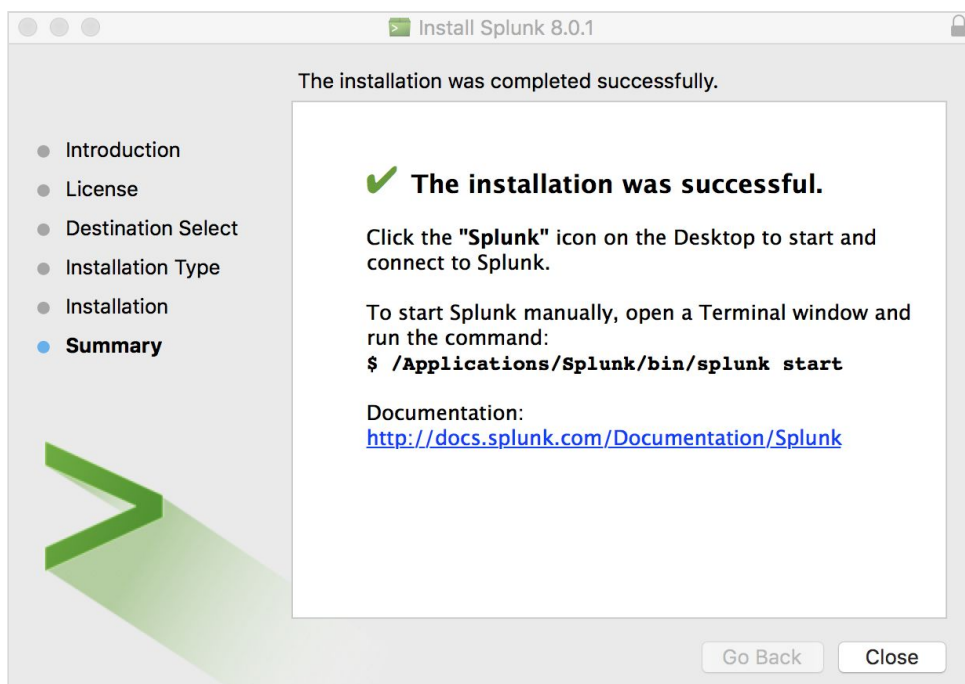 Install Splunk 8.0.1
The installation was completed successfully.
Introduction
License
Destination Select
Installation Type
Installation
Summary
✔ The installation was successful.
Click the "Splunk" icon on the Desktop to start and
connect to Splunk.
To start Splunk manually, open a Terminal window and
run the command:
$ /Applications/Splunk/bin/splunk start
Documentation:
http://docs.splunk.com/Documentation/Splunk
Go Back
Close